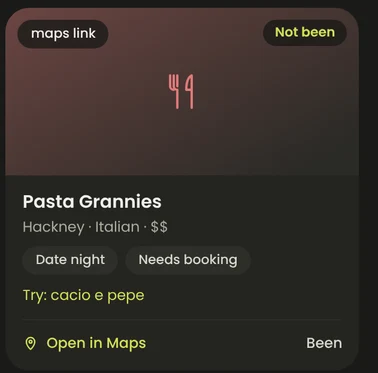 maps link
Not been
Pasta Grannies
Hackney · Italian · $$
Date night
Needs booking
Try: cacio e pepe
Open in Maps
Been